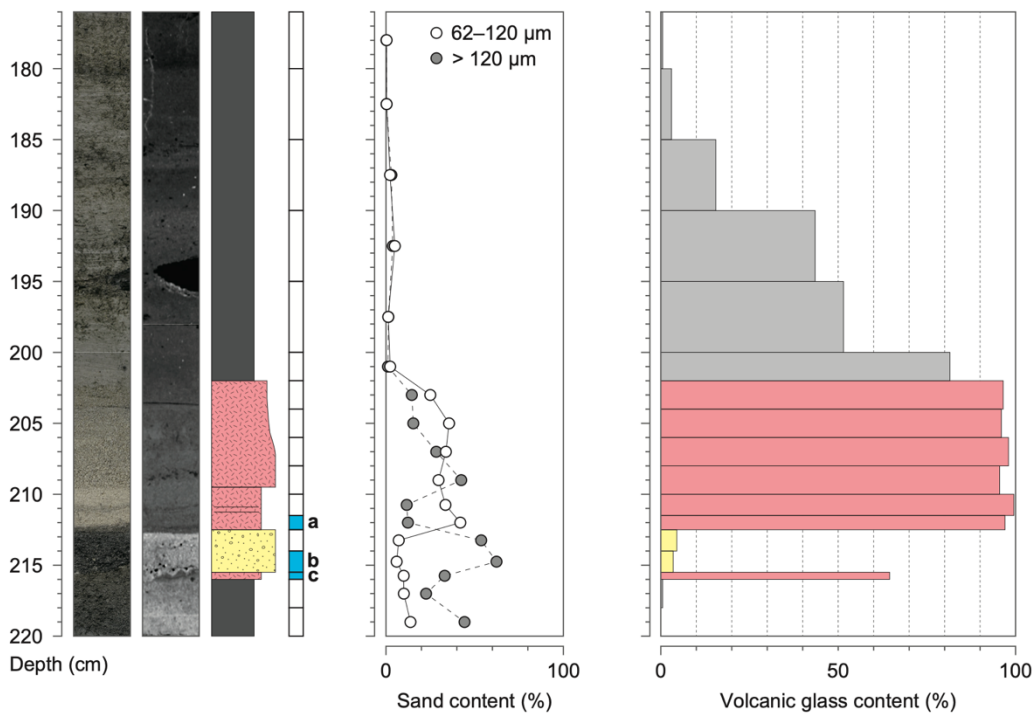 62–120 µm
> 120 µm
180
185
190
195
200
205
210
a
b
215
c
220
Depth (cm)
0
100
Sand content (%)
0
50
100
Volcanic glass content (%)